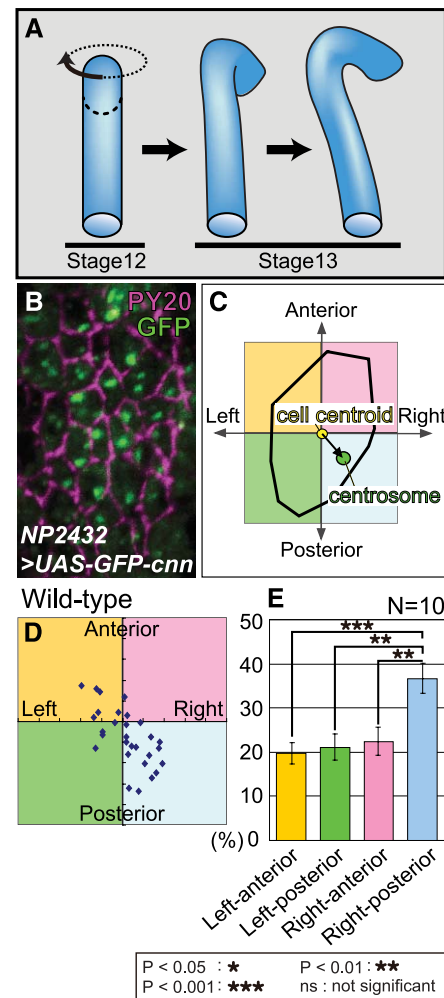 A
Stage12
Stage13
B
PY20
GFP
NP2432
>UAS-GFP-cnn
C
Anterior
Left
Right
cell centroid
centrosome
Posterior
Wild-type
D
Anterior
Left
Right
Posterior
E
N=10
50
40
30
20
10
0
(%)
Left-anterior
Left-posterior
Right-anterior
Right-posterior
***
**
**
P < 0.05 : *
P < 0.01 : **
P < 0.001 : ***
ns : not significant